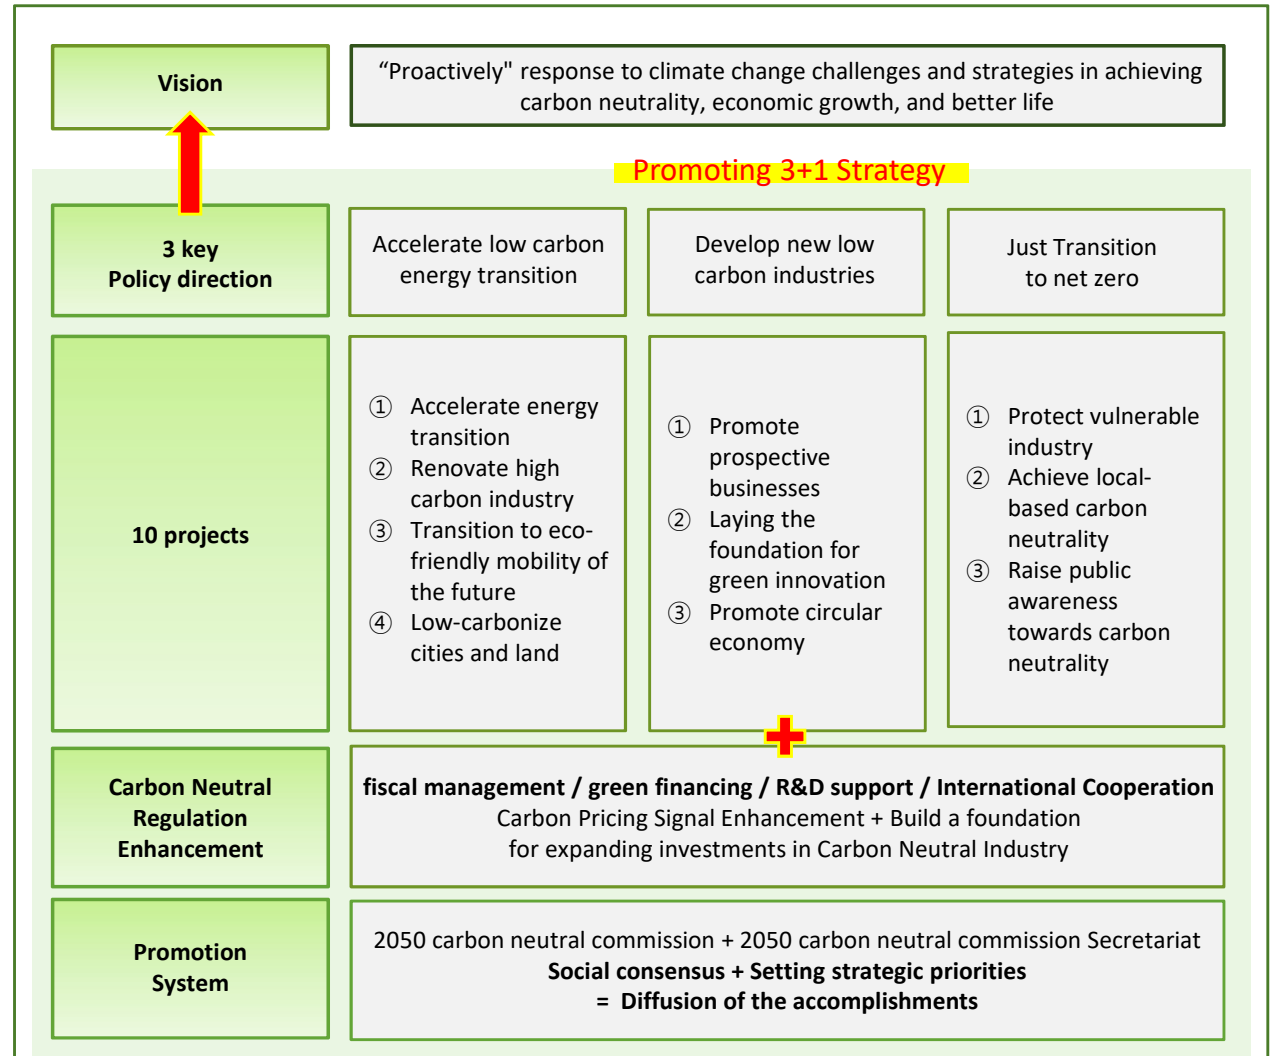 Vision
“Proactively" response to climate change challenges and strategies in achieving
carbon neutrality, economic growth, and better life
Promoting 3+1 Strategy
3 key
Policy direction
Accelerate low carbon
energy transition
Develop new low
carbon industries
Just Transition
to net zero
10 projects
① Accelerate energy
transition
② Renovate high
carbon industry
③ Transition to eco-
friendly mobility of
the future
④ Low-carbonize
cities and land
① Promote
prospective
businesses
② Laying the
foundation for
green innovation
③ Promote circular
economy
① Protect vulnerable
industry
② Achieve local-
based carbon
neutrality
③ Raise public
awareness
towards carbon
neutrality
Carbon Neutral
Regulation
Enhancement
fiscal management / green financing / R&D support / International Cooperation
Carbon Pricing Signal Enhancement + Build a foundation
for expanding investments in Carbon Neutral Industry
Promotion
System
2050 carbon neutral commission + 2050 carbon neutral commission Secretariat
Social consensus + Setting strategic priorities
= Diffusion of the accomplishments